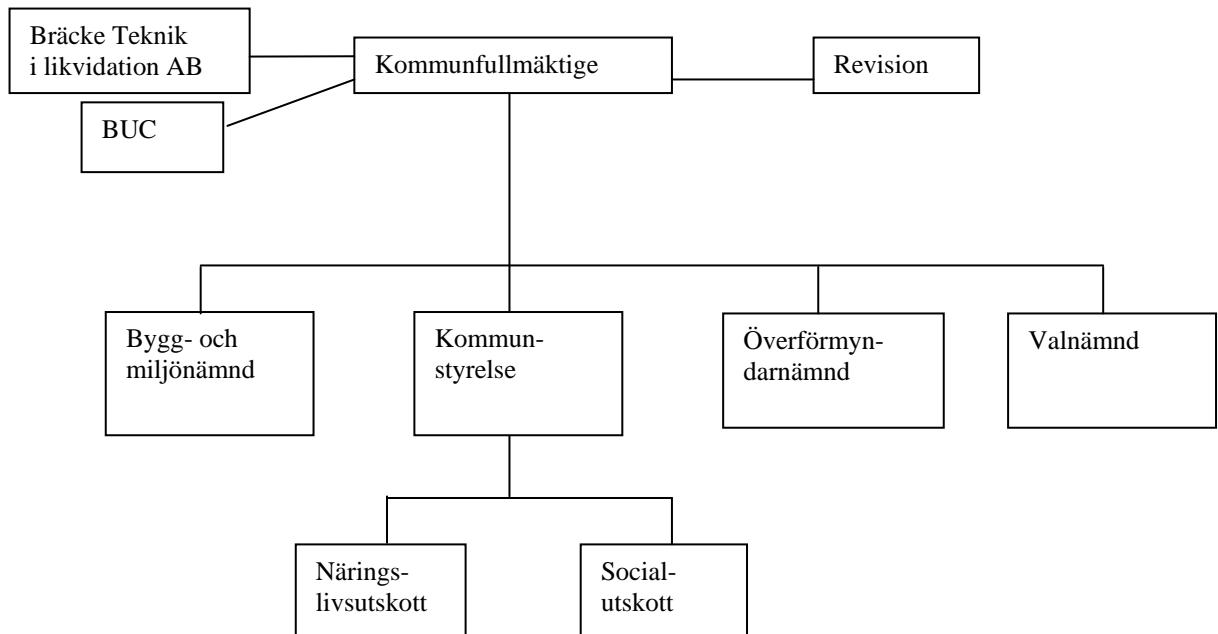 Bräcke Teknik
i likvidation AB
Kommunfullmäktige
Revision
BUC
Bygg- och
miljönämnd
Kommun-
styrelse
Överförmyn-
darnämnd
Valnämnd
Närings-
livsutskott
Social-
utskott